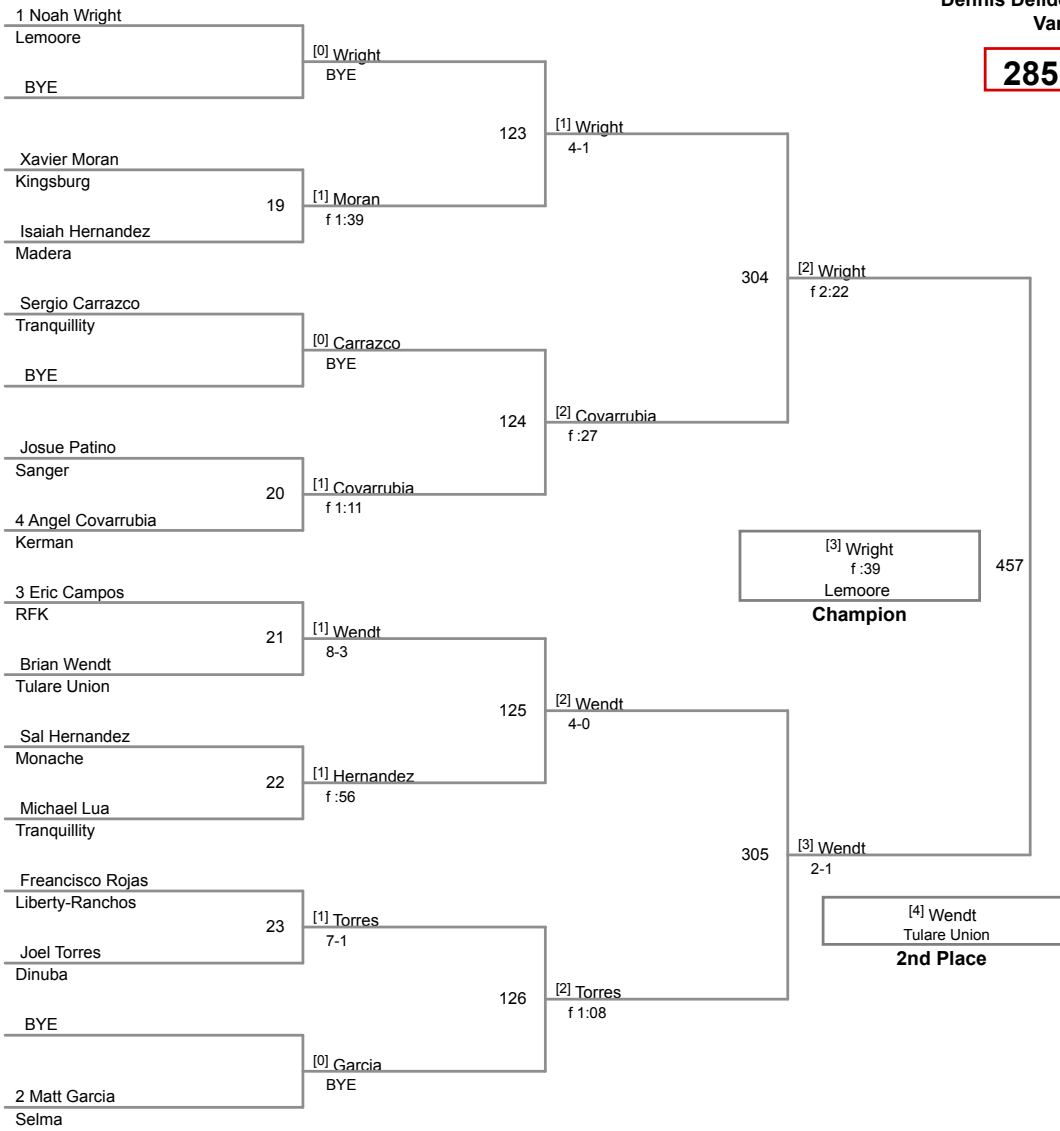 Dennis Delid
Var
285
1 Noah Wright
Lemoore
BYE
Xavier Moran
Kingsburg
19
Isaiah Hernandez
Madera
Sergio Carrazco
Tranquillity
BYE
Josue Patino
Sanger
20
4 Angel Covarrubia
Kerman
3 Eric Campos
RFK
21
Brian Wendt
Tulare Union
Sal Hernandez
Monache
22
Michael Lua
Tranquillity
Freancisco Rojas
Liberty-Ranchos
23
Joel Torres
Dinuba
BYE
2 Matt Garcia
Selma
[0] Wright
BYE
123
[1] Moran
f 1:39
[0] Carrazco
BYE
124
[1] Covarrubia
f 1:11
[1] Wendt
8-3
125
[1] Hernandez
f :56
[1] Torres
7-1
126
[0] Garcia
BYE
[1] Wright
4-1
304
[2] Covarrubia
f :27
[2] Wendt
4-0
305
[2] Torres
f 1:08
[2] Wright
f 2:22
457
[3] Wendt
2-1
[3] Wright
f :39
Lemoore
Champion
[4] Wendt
Tulare Union
2nd Place